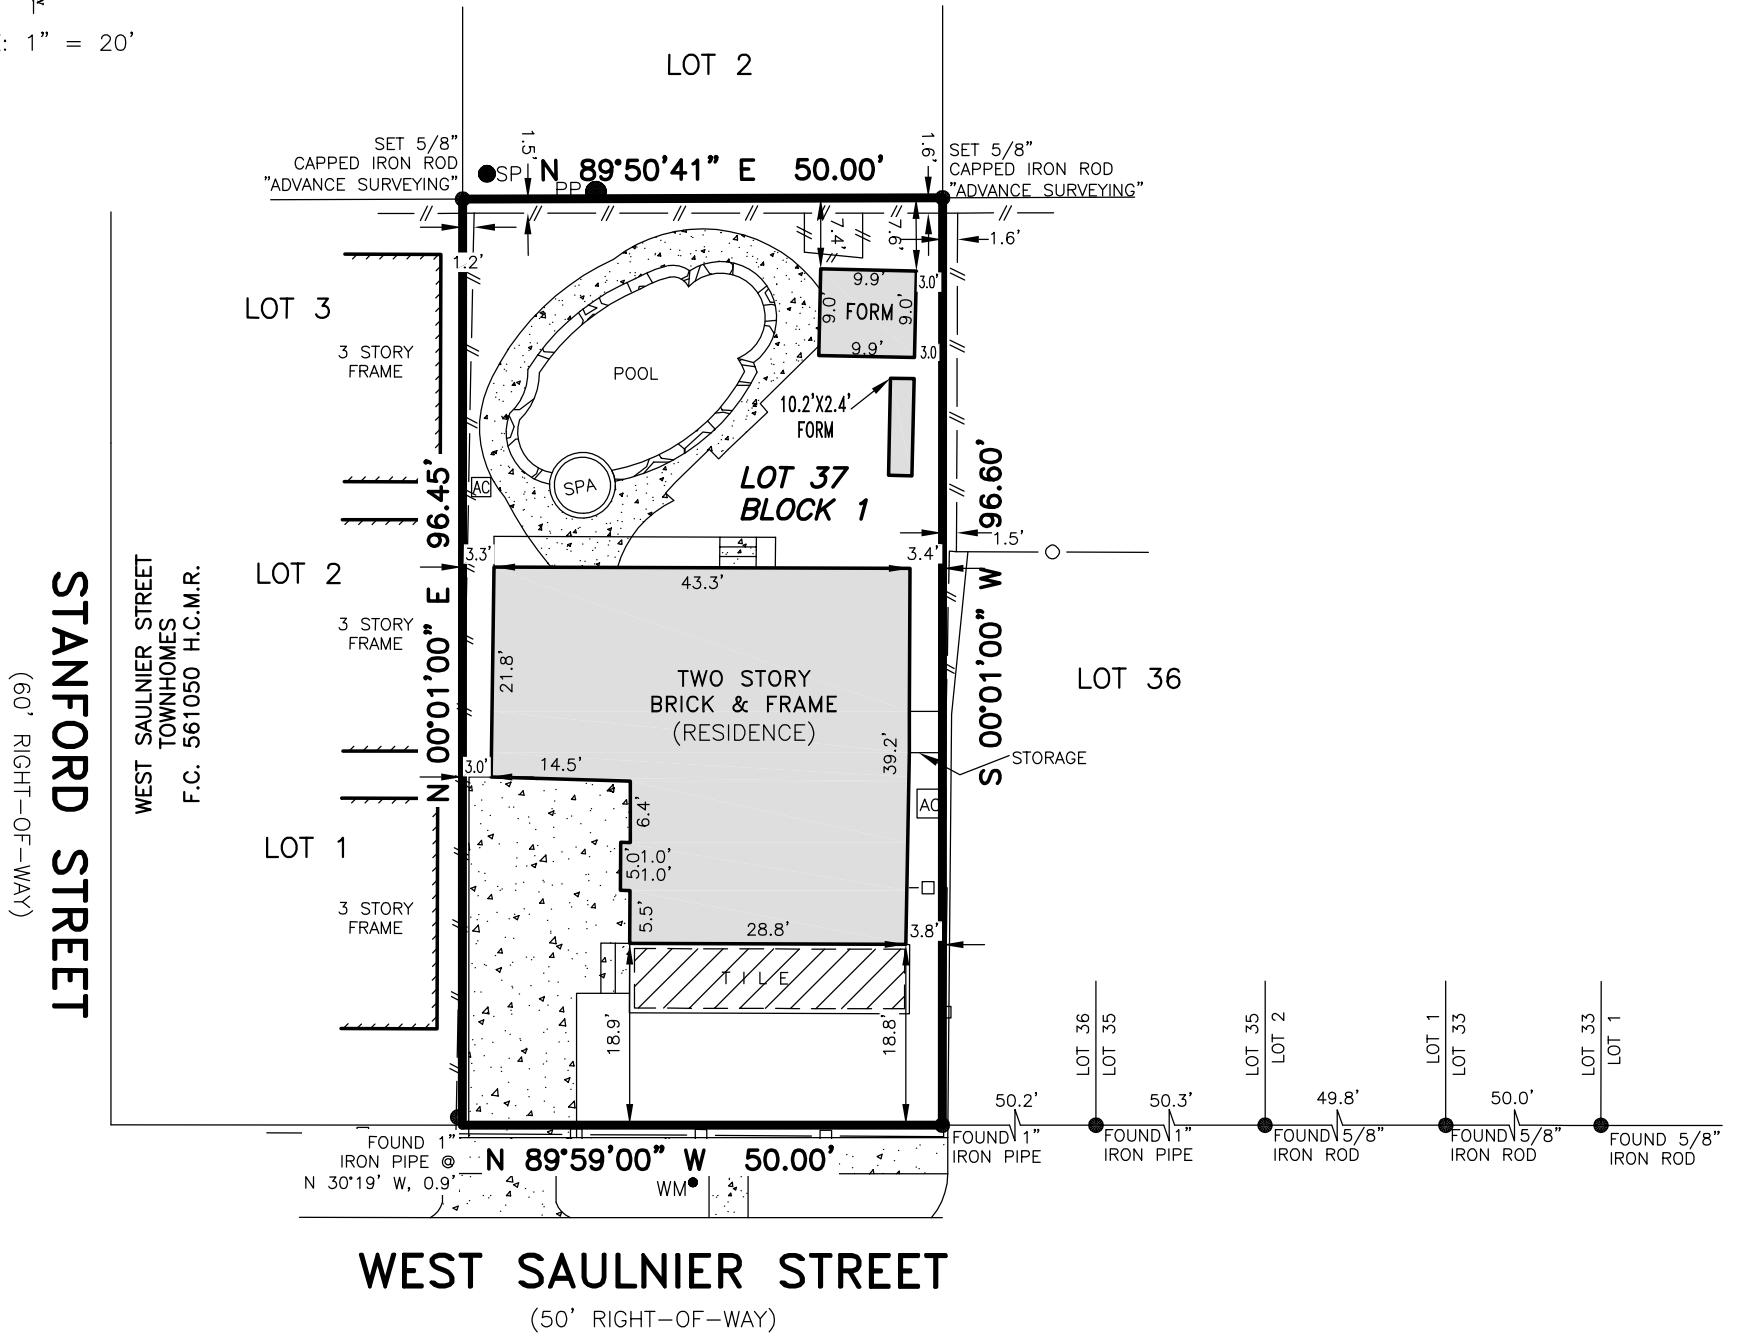 : 1" = 20'
LOT 2
SET 5/8"
CAPPED IRON ROD
"ADVANCE SURVEYING"
SP
PP
1.5'
N 89°50'41" E 50.00'
1.6'
SET 5/8"
CAPPED IRON ROD
"ADVANCE SURVEYING"
7.4'
7.6'
1.6'
1.2'
9.9'
3.0'
9.0'
FORM
9.0'
9.9'
3.0
LOT 3
3 STORY
FRAME
POOL
10.2'X2.4'
FORM
SPA
AC
LOT 37
BLOCK 1
N 00°01'00" E 96.45'
S 00°01'00" W 96.60'
1.5'
3.3'
3.4'
43.3'
LOT 2
3 STORY
FRAME
21.8'
TWO STORY
BRICK & FRAME
(RESIDENCE)
39.2'
LOT 36
STORAGE
AC
3.0'
14.5'
6.4'
5.0'
1.0'
1.0'
5.5'
28.8'
3.8'
TILE
18.9'
18.8'
LOT 1
3 STORY
FRAME
WEST SAULNIER STREET
TOWNHOMES
F.C. 561050 H.C.M.R.
STANFORD STREET
(60' RIGHT-OF-WAY)
LOT 36
LOT 35
LOT 35
LOT 2
LOT 1
LOT 33
LOT 33
LOT 1
50.2'
50.3'
49.8'
50.0'
FOUND 1"
IRON PIPE @
N 30°19' W, 0.9'
N 89°59'00" W 50.00'
FOUND 1"
IRON PIPE
FOUND 1"
IRON PIPE
FOUND 5/8"
IRON ROD
FOUND 5/8"
IRON ROD
FOUND 5/8"
IRON ROD
WM
WEST SAULNIER STREET
(50' RIGHT-OF-WAY)